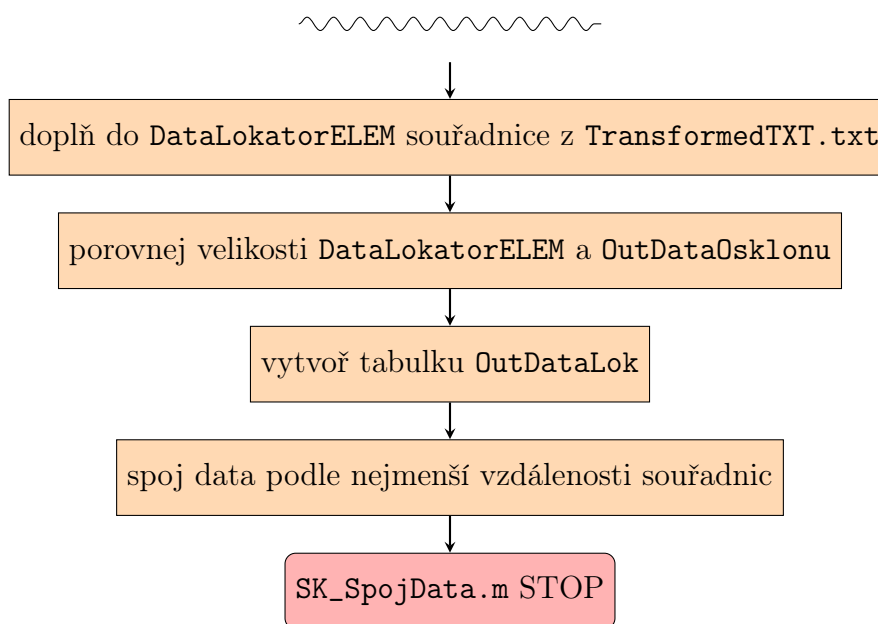 doplň do DataLokatorELEM souřadnice z TransformedTXT.txt
porovnej velikosti DataLokatorELEM a OutDataOsklonu
vytvoř tabulku OutDataLok
spoj data podle nejmenší vzdálenosti souřadnic
SK_SpojData.m STOP